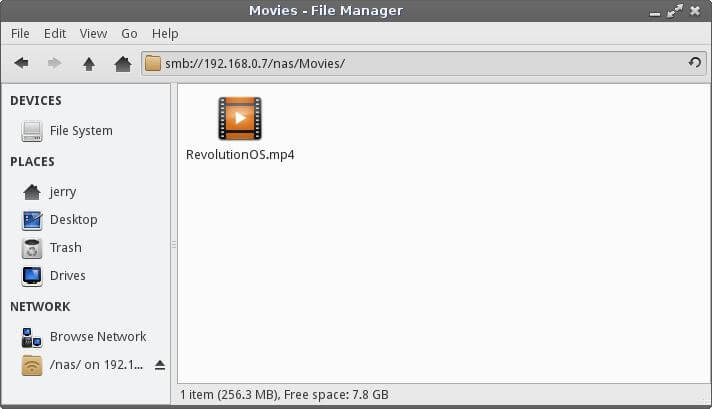 Movies - File Manager
File Edit View Go Help
smb://192.168.0.7/nas/Movies/
DEVICES
File System
PLACES
jerry
Desktop
Trash
Drives
NETWORK
Browse Network
/nas/ on 192.1...
RevolutionOS.mp4
1 item (256.3 MB), Free space: 7.8 GB